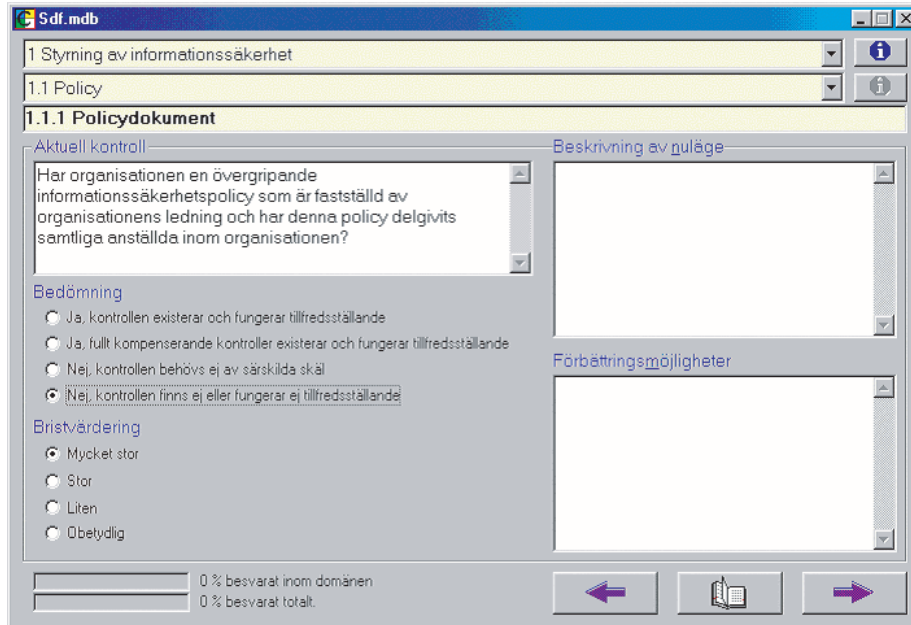 Sdf.mdb
1 Styrning av informationssäkerhet
1.1 Policy
1.1.1 Policydokument
Aktuell kontroll
Har organisationen en övergripande
informationssäkerhetspolicy som är fastställd av
organisationens ledning och har denna policy delgivits
samtliga anställda inom organisationen?
Bedömning
Ja, kontrollen existerar och fungerar tillfredsställande
Ja, fullt kompenserande kontroller existerar och fungerar tillfredsställande
Nej, kontrollen behövs ej av särskilda skäl
Nej, kontrollen finns ej eller fungerar ej tillfredsställande
Bristvärdering
Mycket stor
Stor
Liten
Obetydlig
Beskrivning av nuläge
Förbättringsmöjligheter
0 % besvarat inom domänen
0 % besvarat totalt.